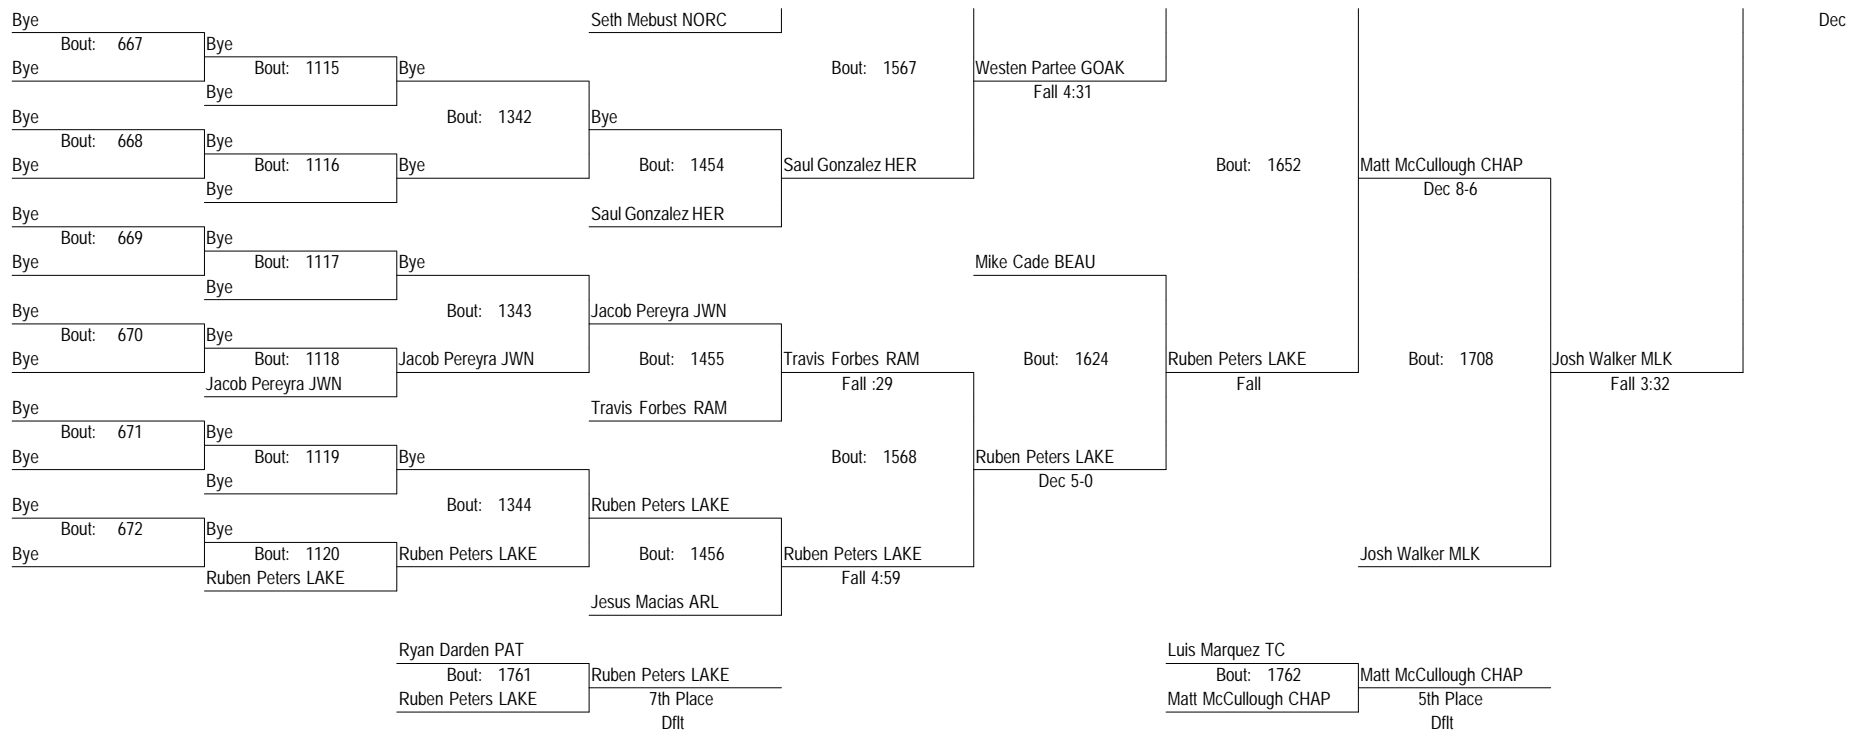 Bye Seth Mebust NORC Dec
Bout: 667 Bye
Bye Bout: 1115 Bye Bout: 1567 Westen Partee GOAK
Bye Fall 4:31
Bye Bout: 1342 Bye
Bout: 668 Bye
Bye Bout: 1116 Bye Bout: 1454 Saul Gonzalez HER Bout: 1652 Matt McCullough CHAP
Bye Dec 8-6
Bye Saul Gonzalez HER
Bout: 669 Bye
Bye Bout: 1117 Bye Mike Cade BEAU
Bye
Bye Bout: 1343 Jacob Pereyra JWN
Bout: 670 Bye
Bye Bout: 1118 Jacob Pereyra JWN Bout: 1455 Travis Forbes RAM Bout: 1624 Ruben Peters LAKE Bout: 1708 Josh Walker MLK
Jacob Pereyra JWN Fall :29 Fall Fall 3:32
Bye Travis Forbes RAM
Bout: 671 Bye
Bye Bout: 1119 Bye Bout: 1568 Ruben Peters LAKE
Bye Dec 5-0
Bye Bout: 1344 Ruben Peters LAKE
Bout: 672 Bye
Bye Bout: 1120 Ruben Peters LAKE Bout: 1456 Ruben Peters LAKE Josh Walker MLK
Ruben Peters LAKE Fall 4:59
Jesus Macias ARL
Ryan Darden PAT Luis Marquez TC
Bout: 1761 Ruben Peters LAKE Bout: 1762 Matt McCullough CHAP
Ruben Peters LAKE 7th Place Matt McCullough CHAP 5th Place
Dflt Dflt